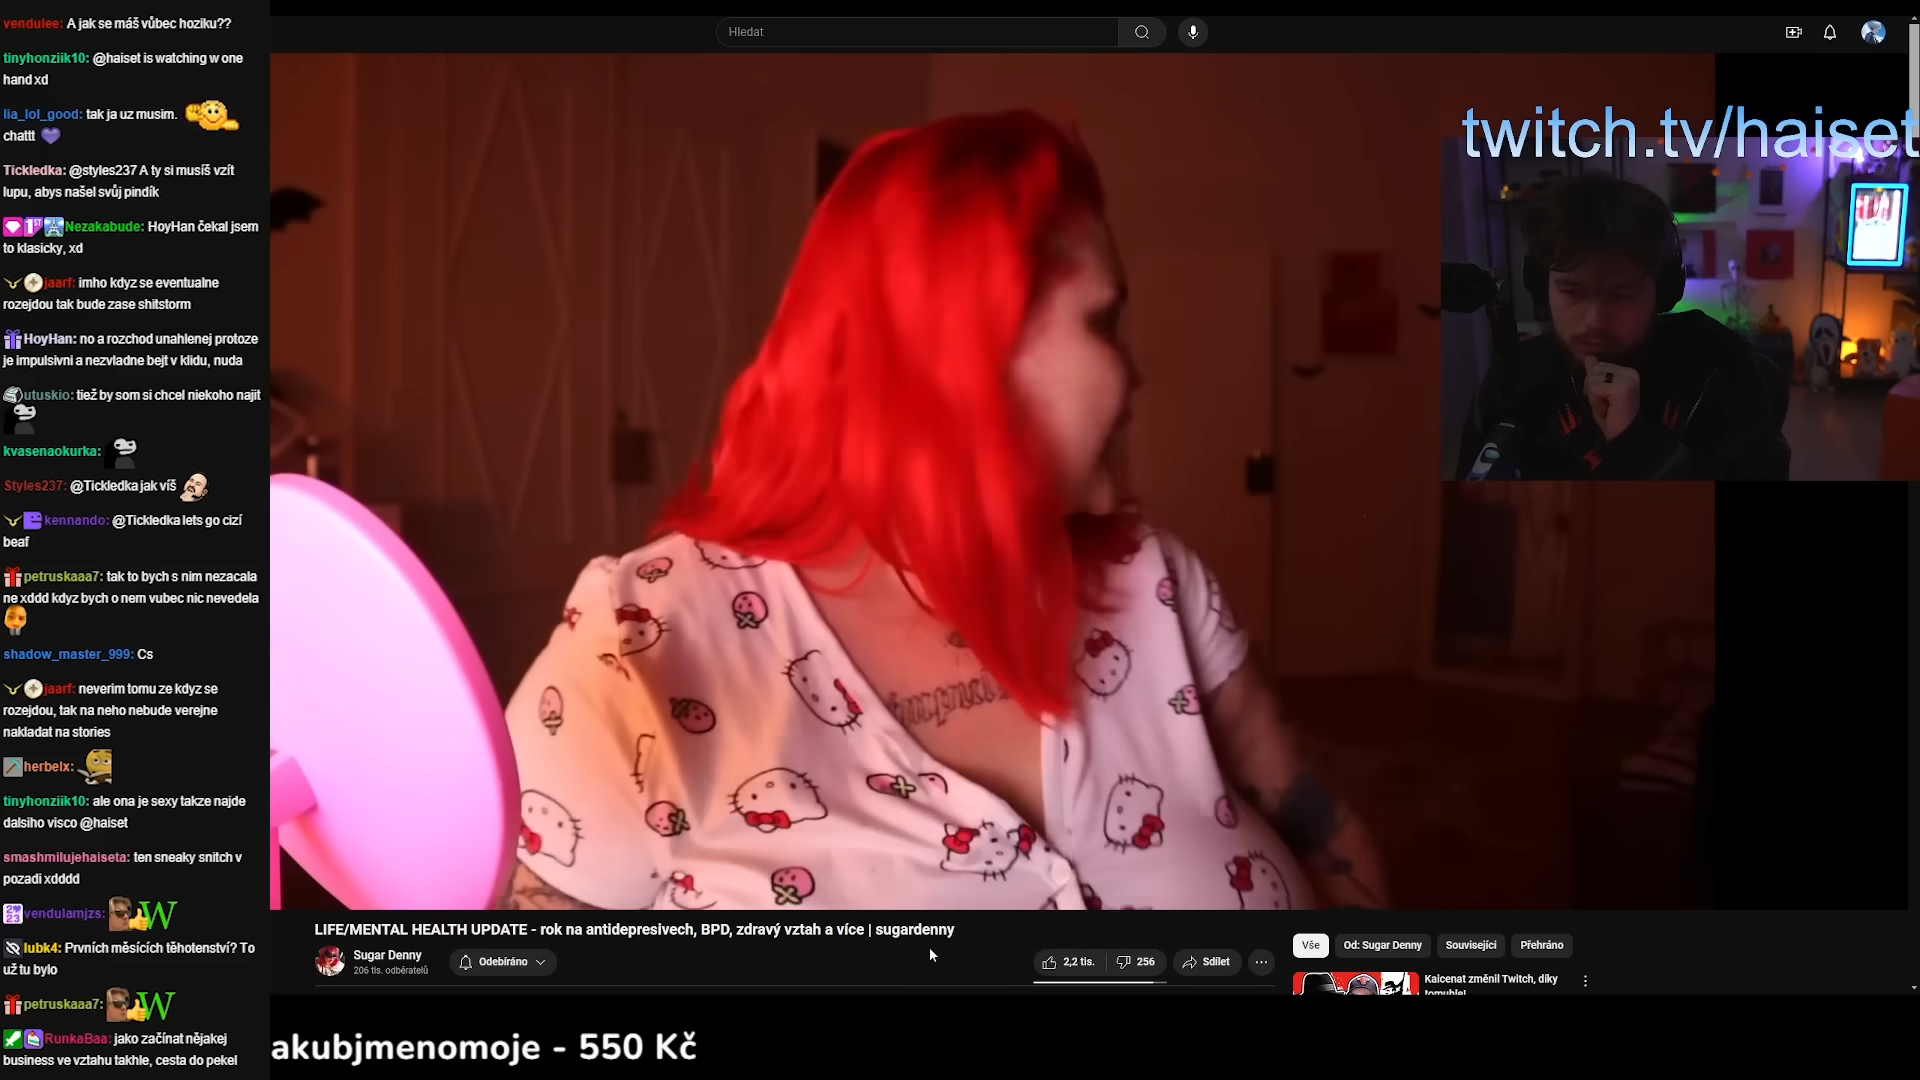 vendulee: A jak se máš vůbec hoziku??
tinyhonziik10: @haiset is watching w one
hand xd
lia_lol_good: tak ja uz musim.
chattt
Tickledka: @styles237 A ty si musíš vzít
lupu, abys našel svůj pindík
Nezakabude: HoyHan čekal jsem
to klasicky, xd
jaarf: imho kdyz se eventualne
rozejdou tak bude zase shitstorm
HoyHan: no a rozchod unahlenej protoze
je impulsivni a nezvladne bejt v klidu, nuda
utuskio: tiež by som si chcel niekoho najit
kvasenaokurka:
Styles237: @Tickledka jak víš
kennando: @Tickledka lets go cizí
beaf
petruskaaa7: tak to bych s nim nezacala
ne xddd kdyz bych o nem vubec nic nevedela
shadow_master_999: Cs
jaarf: neverim tomu ze kdyz se
rozejdou, tak na neho nebude verejne
nakladat na stories
herbelx:
tinyhonziik10: ale ona je sexy takze najde
dalsiho visco @haiset
smashmilujehaiseta: ten sneaky snitch v
pozadi xdddd
vendulamjzs: W
lubk4: Prvních měsících těhotenství? To
už tu bylo
petruskaaa7: W
RunkaBaa: jako začínat nějakej
business ve vztahu takhle, cesta do pekel
Hledat
twitch.tv/haiset
LIFE/MENTAL HEALTH UPDATE - rok na antidepresivech, BPD, zdravý vztah a více | sugardenny
Sugar Denny
206 tis. odběratelů
Odebíráno
2,2 tis.
256
Sdílet
Vše
Od: Sugar Denny
Související
Přehráno
Kaicenat změnil Twitch, díky
tomuhle!
akubjmenomoje - 550 Kč